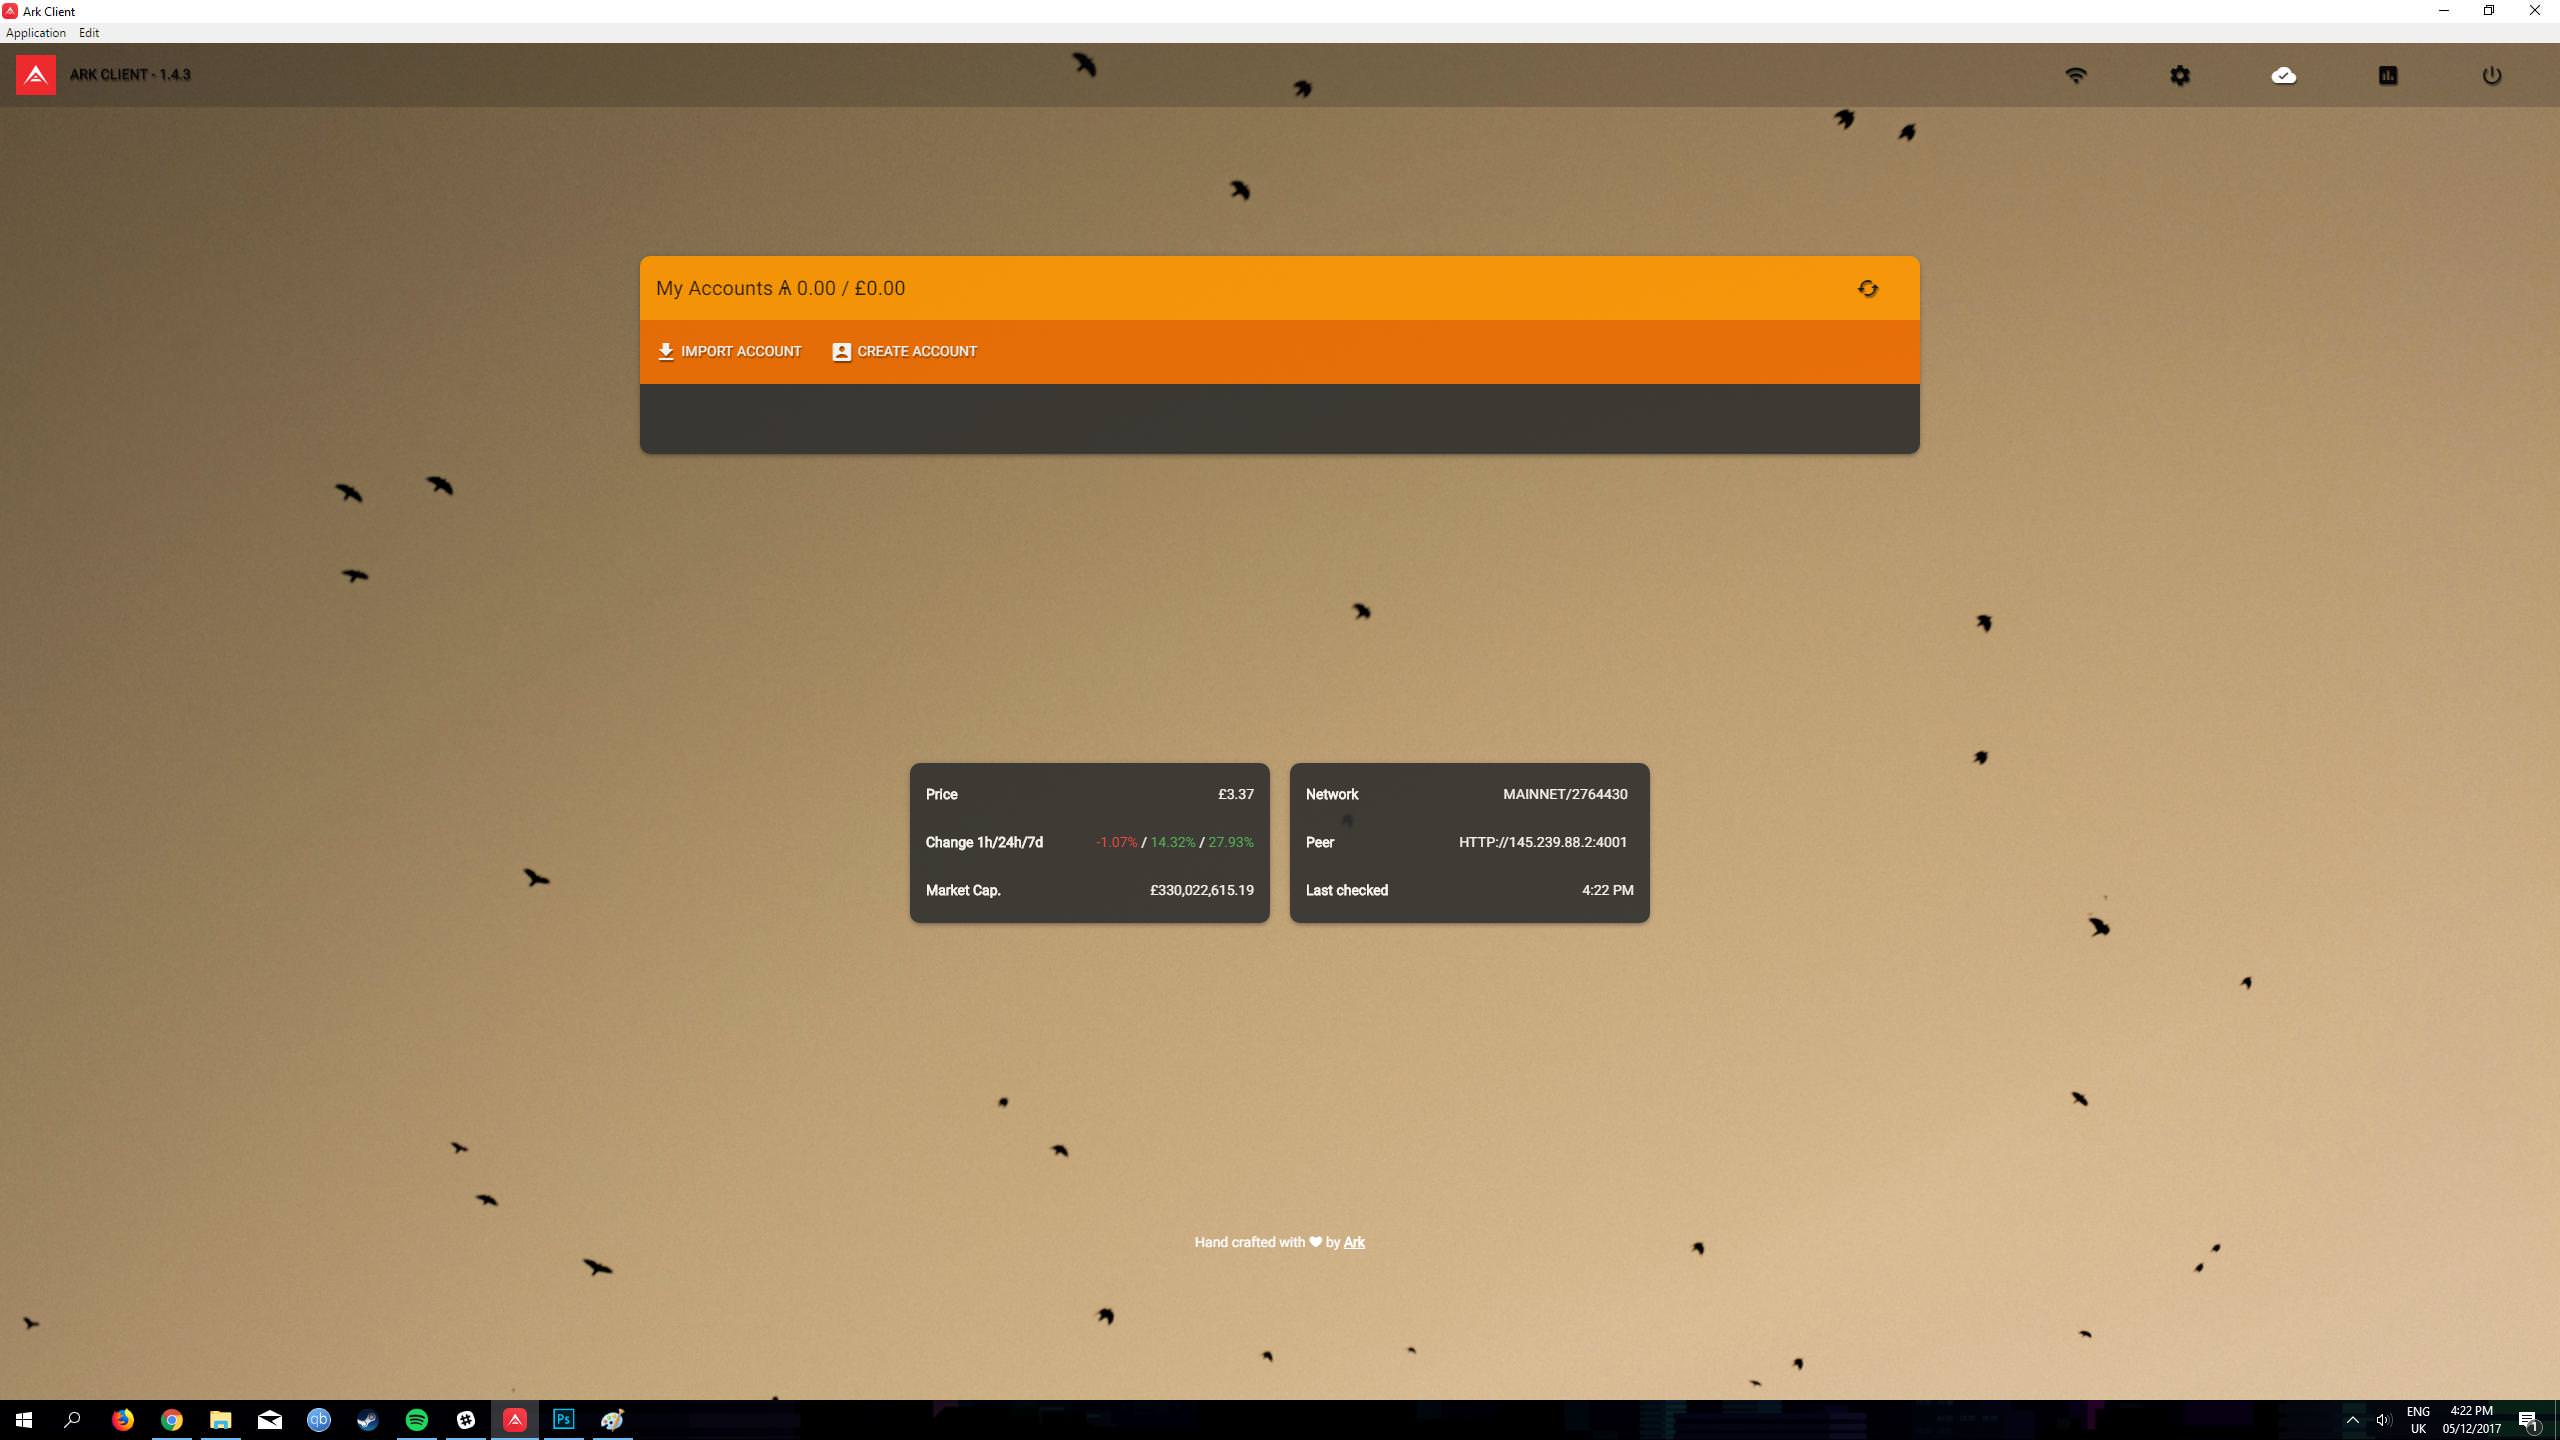 Ark Client
Application Edit
ARK CLIENT - 1.4.3
My Accounts Ѧ 0.00 / £0.00
IMPORT ACCOUNT CREATE ACCOUNT
Price £3.37
Change 1h/24h/7d -1.07% / 14.32% / 27.93%
Market Cap. £330,022,615.19
Network MAINNET/2764430
Peer HTTP://145.239.88.2:4001
Last checked 4:22 PM
Hand crafted with ♥ by Ark
qb
Ps
ENG
UK
4:22 PM
05/12/2017
1